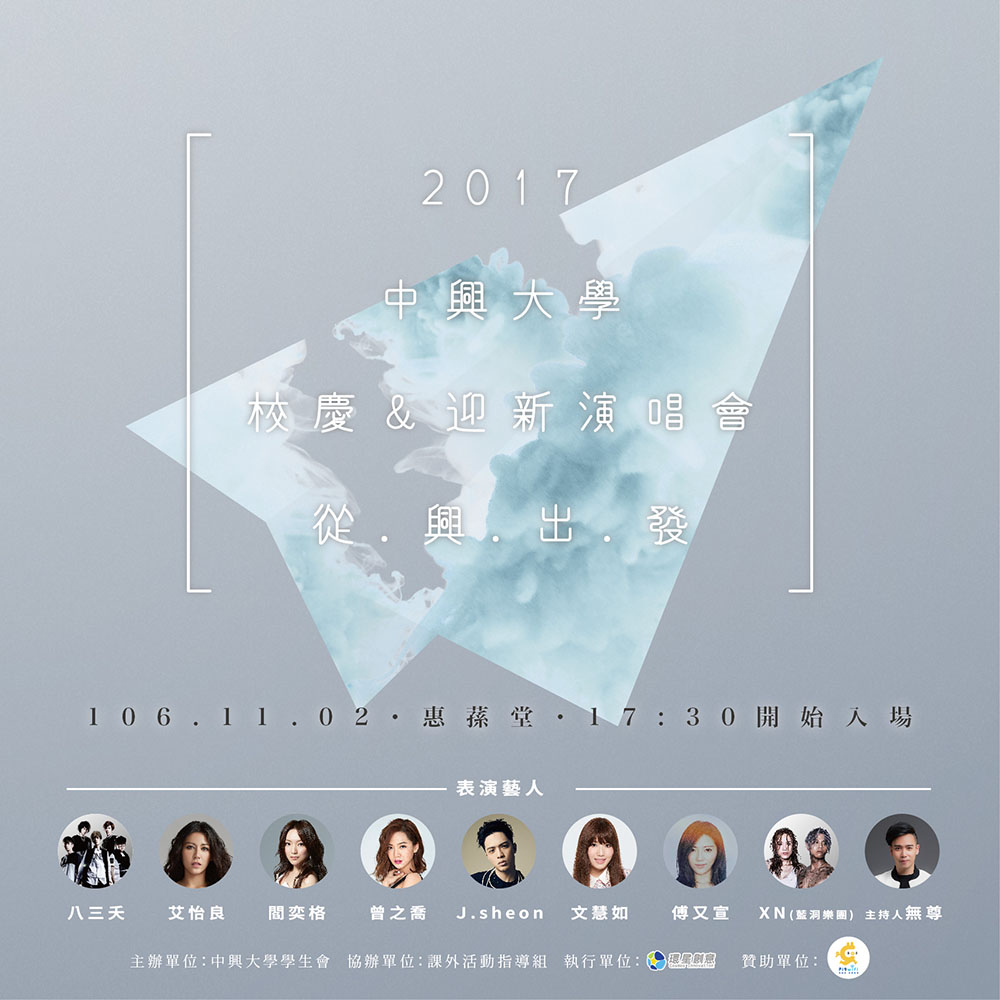 2017
中興大學
校慶&迎新演唱會
從.興.出.發
106.11.02·惠蓀堂·17:30開始入場
表演藝人
八三夭 艾怡良 閻奕格 曾之喬 J.sheon 文慧如 傅又宣 XN(藍洞樂團) 主持人無尊
主辦單位:中興大學學生會 協辦單位:課外活動指導組 執行單位: 環星創意 贊助單位: